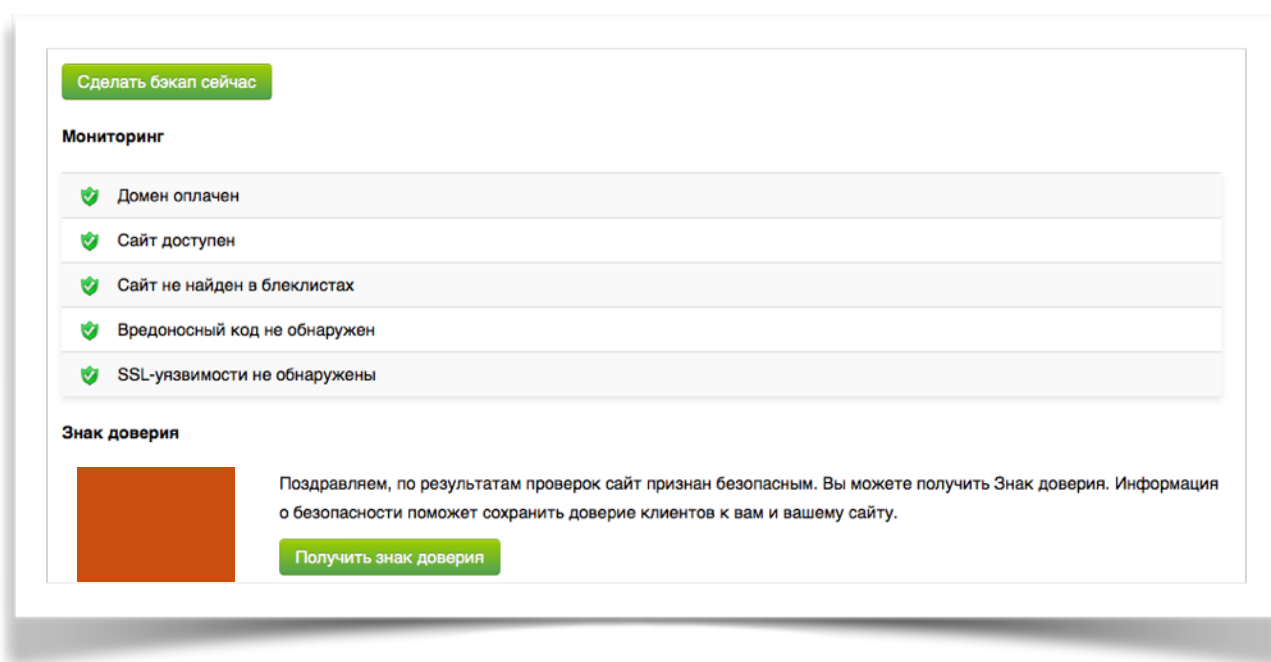 Сделать бэкап сейчас
Мониторинг
Домен оплачен
Сайт доступен
Сайт не найден в блеклистах
Вредоносный код не обнаружен
SSL-уязвимости не обнаружены
Знак доверия
Поздравляем, по результатам проверок сайт признан безопасным. Вы можете получить Знак доверия. Информация
о безопасности поможет сохранить доверие клиентов к вам и вашему сайту.
Получить знак доверия